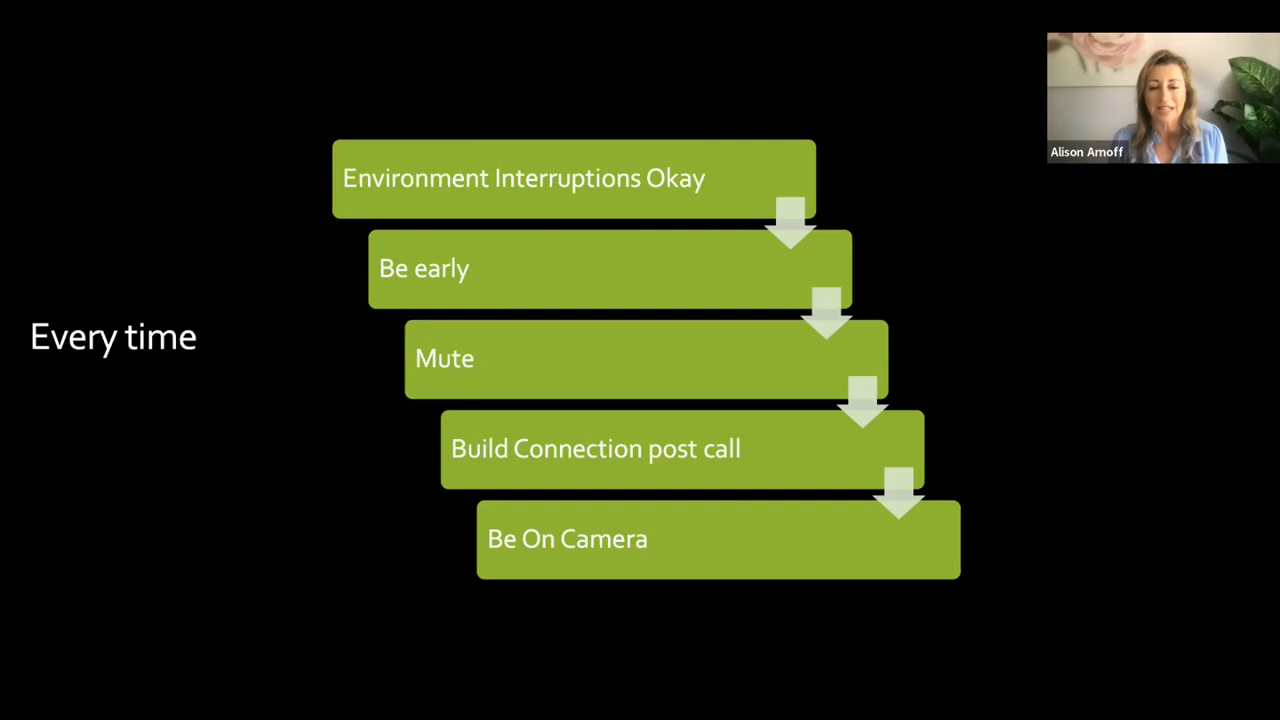 Every time
Environment Interruptions Okay
Be early
Mute
Build Connection post call
Be On Camera
Alison Arnoff